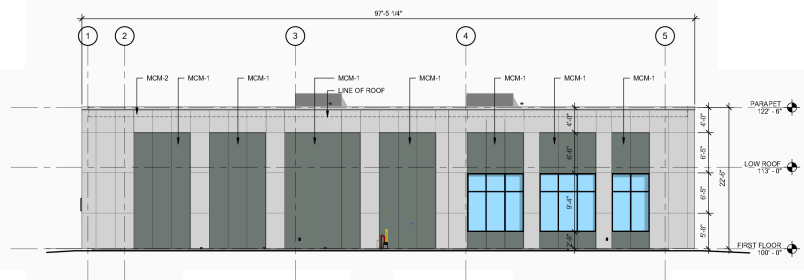 97'-5 1/4"
1
2
3
4
5
MCM-2
MCM-1
MCM-1
MCM-1
MCM-1
MCM-1
MCM-1
MCM-1
LINE OF ROOF
PARAPET
122' - 6"
4'-0"
4'-0"
6'-6"
6'-5"
LOW ROOF
113' - 0"
22'-6"
9'-4"
6'-5"
5'-8"
2'-8"
FIRST FLOOR
100' - 0"